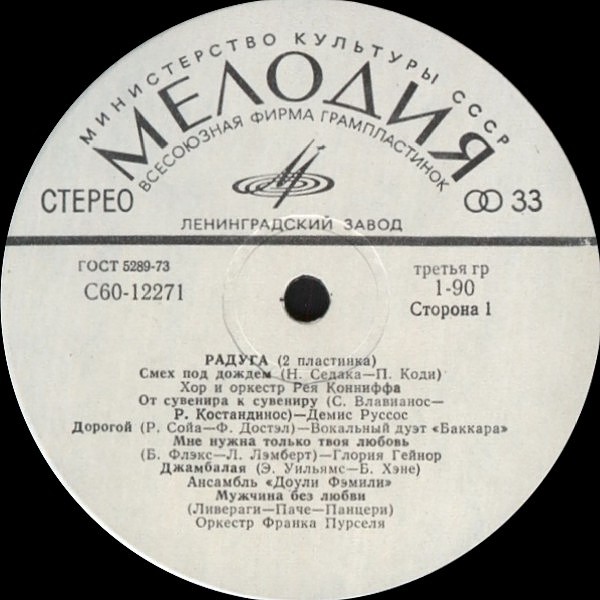 МИНИСТЕРСТВО КУЛЬТУРЫ СССР
МЕЛОДИЯ
ВСЕСОЮЗНАЯ ФИРМА ГРАМПЛАСТИНОК
СТЕРЕО
33
ЛЕНИНГРАДСКИЙ ЗАВОД
ГОСТ 5289-73
С60-12271
третья гр
1-90
Сторона 1
РАДУГА (2 пластинка)
Смех под дождем (Н. Седака—П. Коди)
Хор и оркестр Рея Конниффа
От сувенира к сувениру (С. Влавианос—
Р. Костандинос)—Демис Руссос
Дорогой (Р. Сойа—Ф. Достэл)—Вокальный дуэт «Баккара»
Мне нужна только твоя любовь
(Б. Флэкс—Л. Лэмберт)—Глория Гейнор
Джамбалая (Э. Уильямс—Б. Хэне)
Ансамбль «Доули Фэмили»
Мужчина без любви
(Ливераги—Паче—Панцери)
Оркестр Франка Пурселя